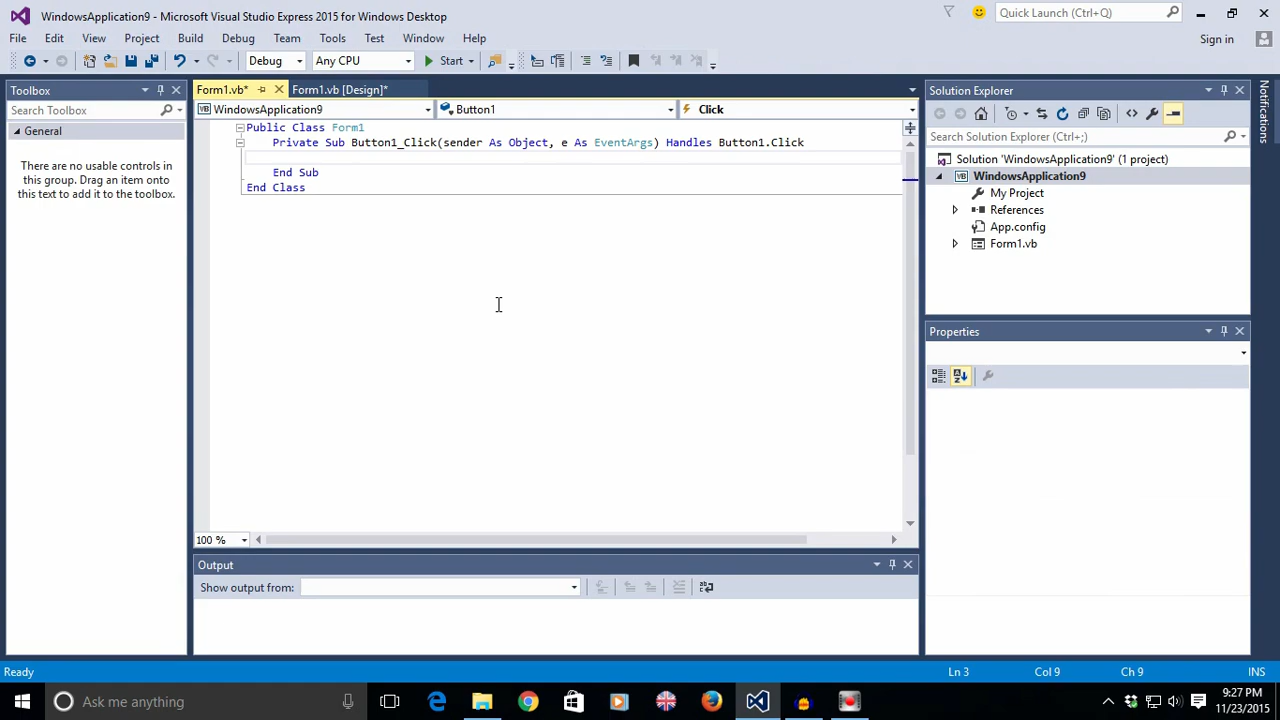 WindowsApplication9 - Microsoft Visual Studio Express 2015 for Windows Desktop
Quick Launch (Ctrl+Q)
File Edit View Project Build Debug Team Tools Test Window Help
Sign in
Debug Any CPU Start
Toolbox
Form1.vb* Form1.vb [Design]*
Solution Explorer
Notifications
Search Toolbox
WindowsApplication9 Button1 Click
General
Public Class Form1
Search Solution Explorer (Ctrl+;)
Private Sub Button1_Click(sender As Object, e As EventArgs) Handles Button1.Click
There are no usable controls in
this group. Drag an item onto
this text to add it to the toolbox.
Solution 'WindowsApplication9' (1 project)
End Sub
WindowsApplication9
End Class
My Project
References
App.config
Form1.vb
Properties
100 %
Output
Show output from:
Ready
Ln 3 Col 9 Ch 9 INS
Ask me anything
9:27 PM
11/23/2015